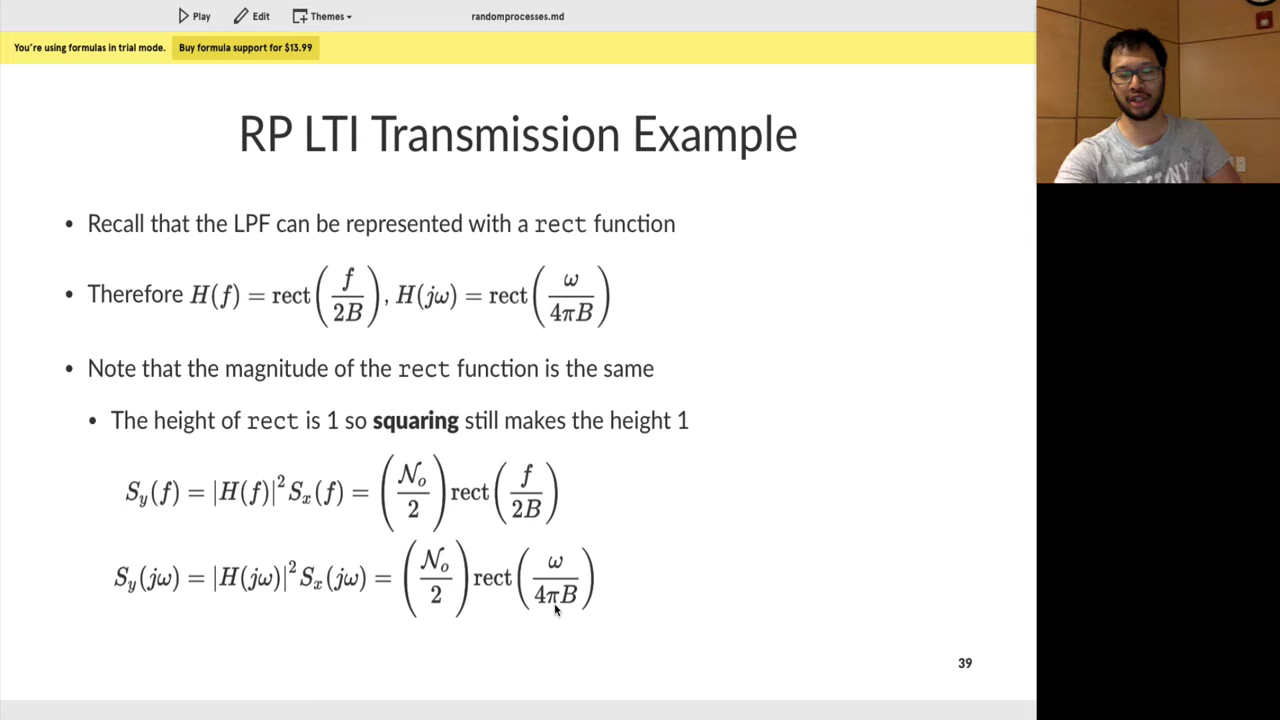 Play Edit Themes randomprocesses.md
You're using formulas in trial mode. Buy formula support for $13.99
RP LTI Transmission Example
• Recall that the LPF can be represented with a rect function
• Therefore H(f) = rect(f/2B), H(jω) = rect(ω/4πB)
• Note that the magnitude of the rect function is the same
• The height of rect is 1 so squaring still makes the height 1
S_y(f) = |H(f)|² S_x(f) = (𝒩_o/2) rect(f/2B)
S_y(jω) = |H(jω)|² S_x(jω) = (𝒩_o/2) rect(ω/4πB)
39